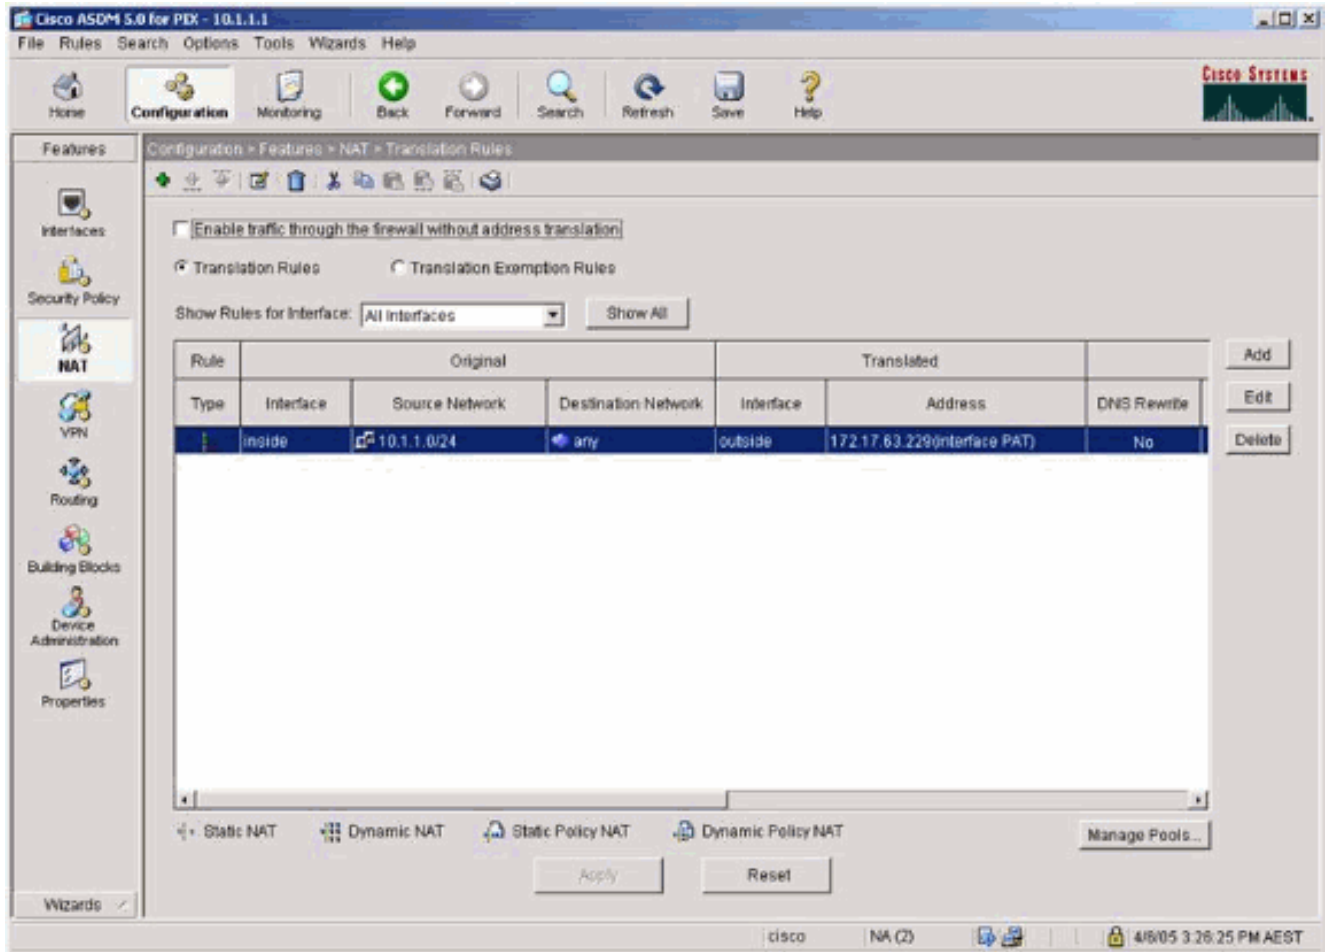 Cisco ASDM 5.0 for PIX - 10.1.1.1
File Rules Search Options Tools Wizards Help
Home Configuration Monitoring Back Forward Search Refresh Save Help
CISCO SYSTEMS
Features
Configuration > Features > NAT > Translation Rules
Interfaces
Security Policy
NAT
VPN
Routing
Building Blocks
Device
Administration
Properties
Wizards
Enable traffic through the firewall without address translation
Translation Rules Translation Exemption Rules
Show Rules for Interface: All Interfaces Show All
Rule Original Translated
Type Interface Source Network Destination Network Interface Address DNS Rewrite
inside 10.1.1.0/24 any outside 172.17.63.229(interface PAT) No
Add
Edit
Delete
Static NAT Dynamic NAT Static Policy NAT Dynamic Policy NAT
Manage Pools...
Apply Reset
cisco NA (2) 4/6/05 3:26:25 PM AEST